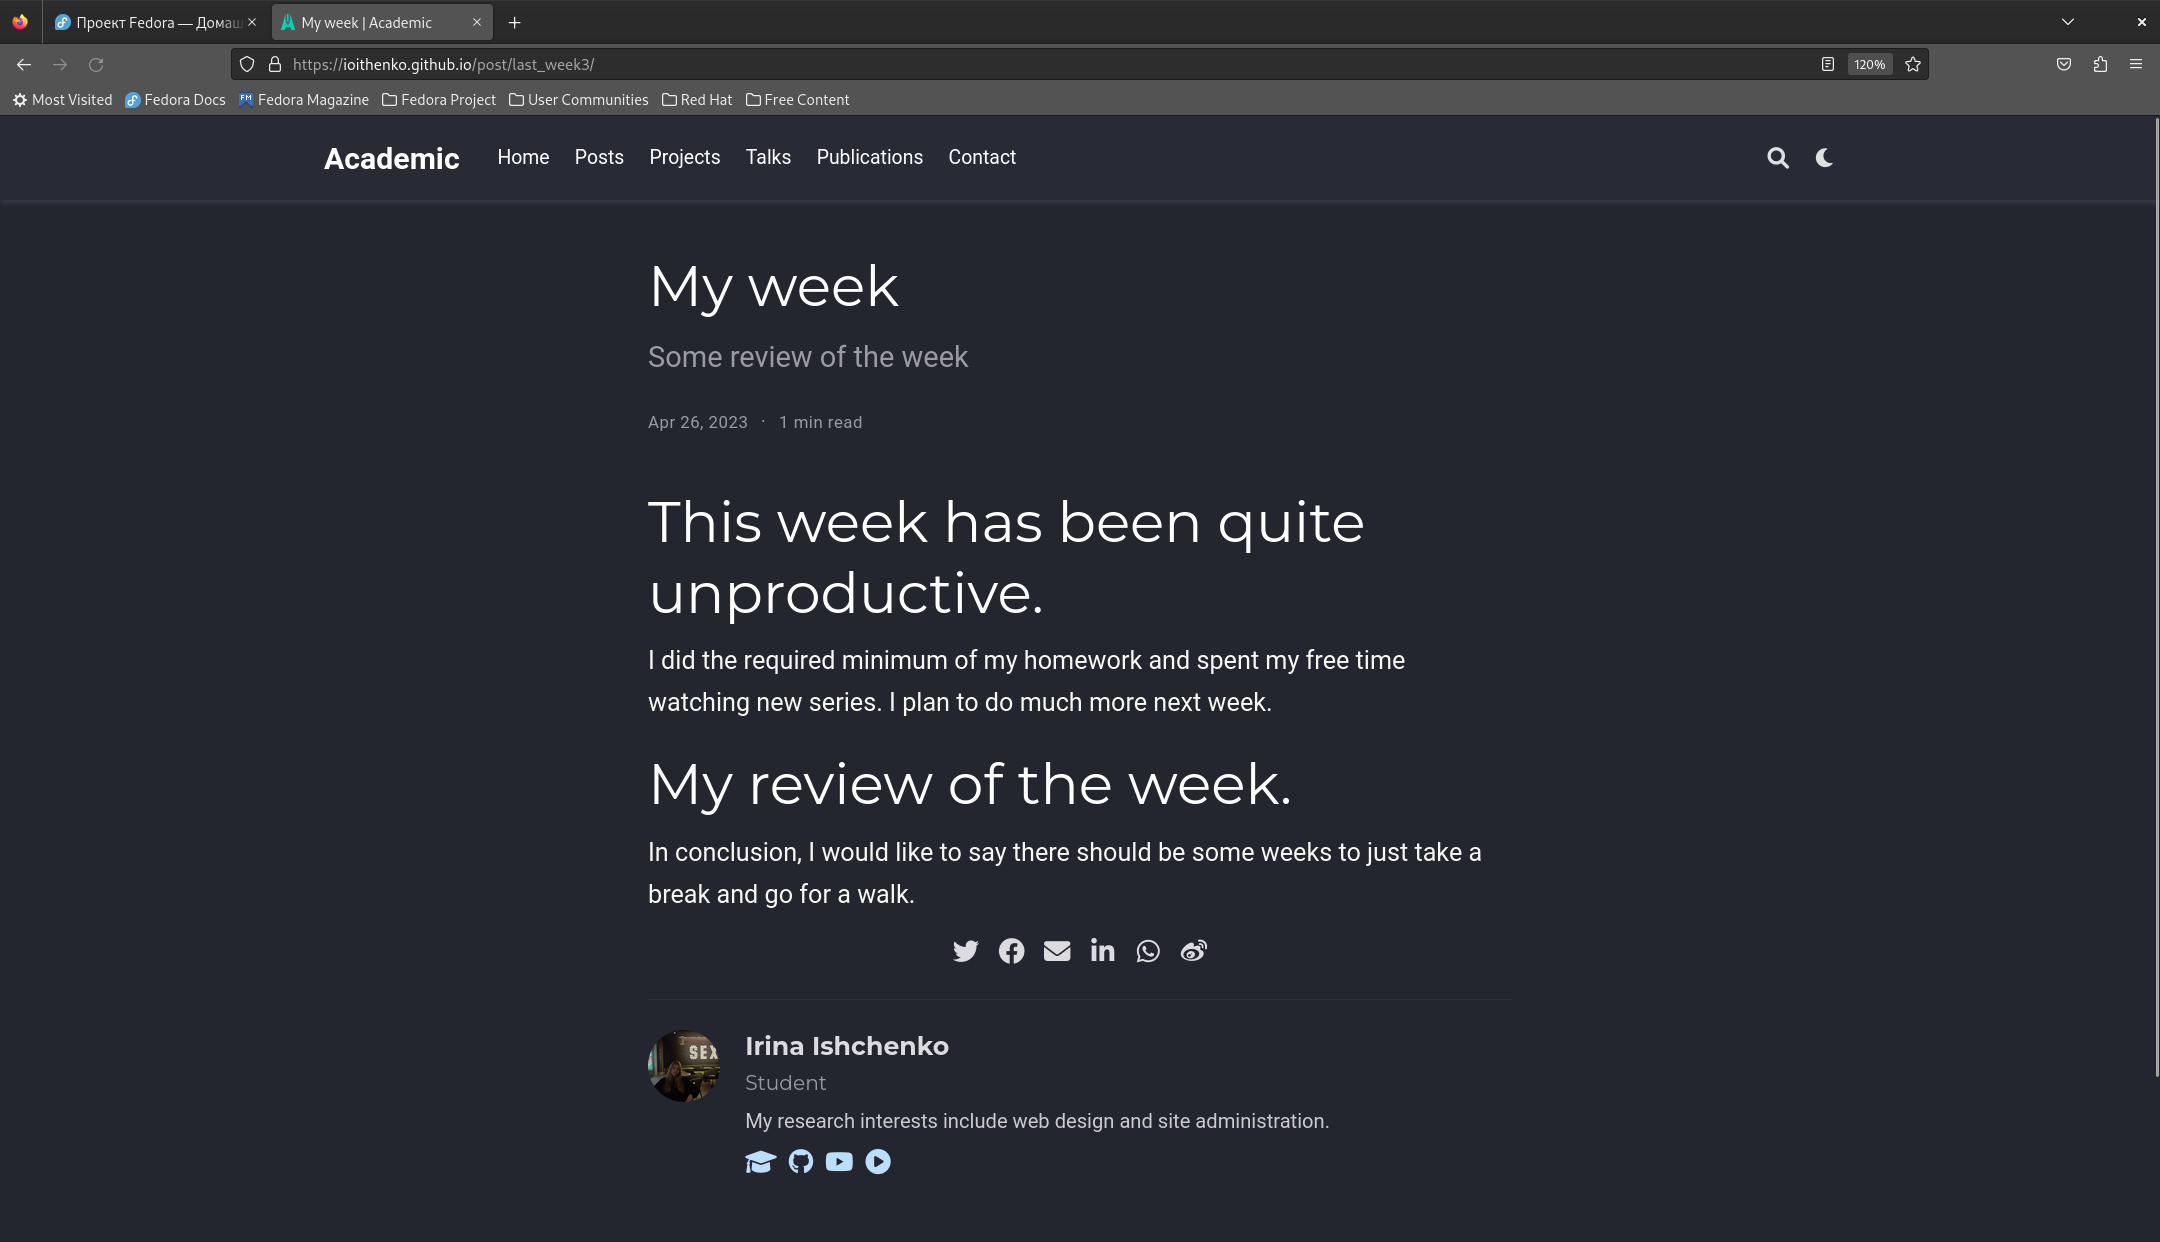 Проект Fedora — Домаш
My week | Academic
https://ioithenko.github.io/post/last_week3/
120%
Most Visited
Fedora Docs
Fedora Magazine
Fedora Project
User Communities
Red Hat
Free Content
Academic
Home
Posts
Projects
Talks
Publications
Contact
My week
Some review of the week
Apr 26, 2023 · 1 min read
This week has been quite
unproductive.
I did the required minimum of my homework and spent my free time
watching new series. I plan to do much more next week.
My review of the week.
In conclusion, I would like to say there should be some weeks to just take a
break and go for a walk.
SEX
Irina Ishchenko
Student
My research interests include web design and site administration.